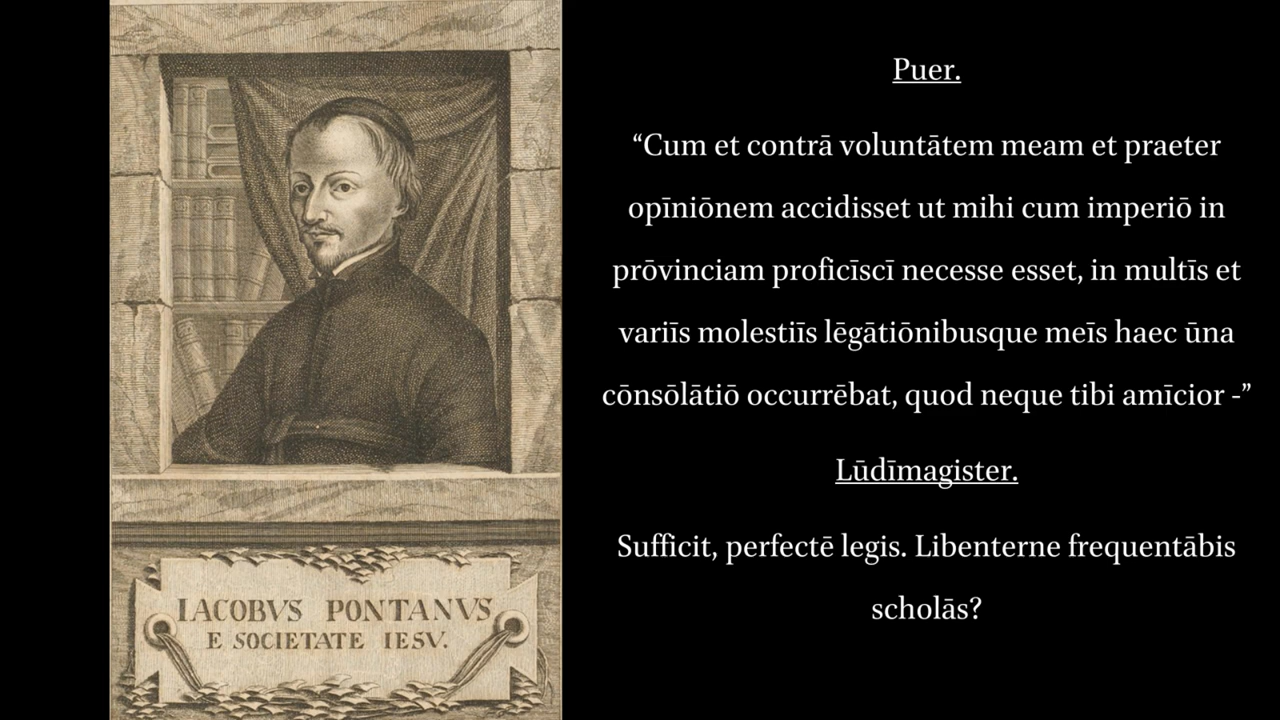 IACOBVS PONTANVS
E SOCIETATE IESV.
Puer.
“Cum et contrā voluntātem meam et praeter
opīniōnem accidisset ut mihi cum imperiō in
prōvinciam proficīscī necesse esset, in multīs et
variīs molestiīs lēgātiōnibusque meīs haec ūna
cōnsōlātiō occurrēbat, quod neque tibi amīcior -”
Lūdīmagister.
Sufficit, perfectē legis. Libenterne frequentābis
scholās?